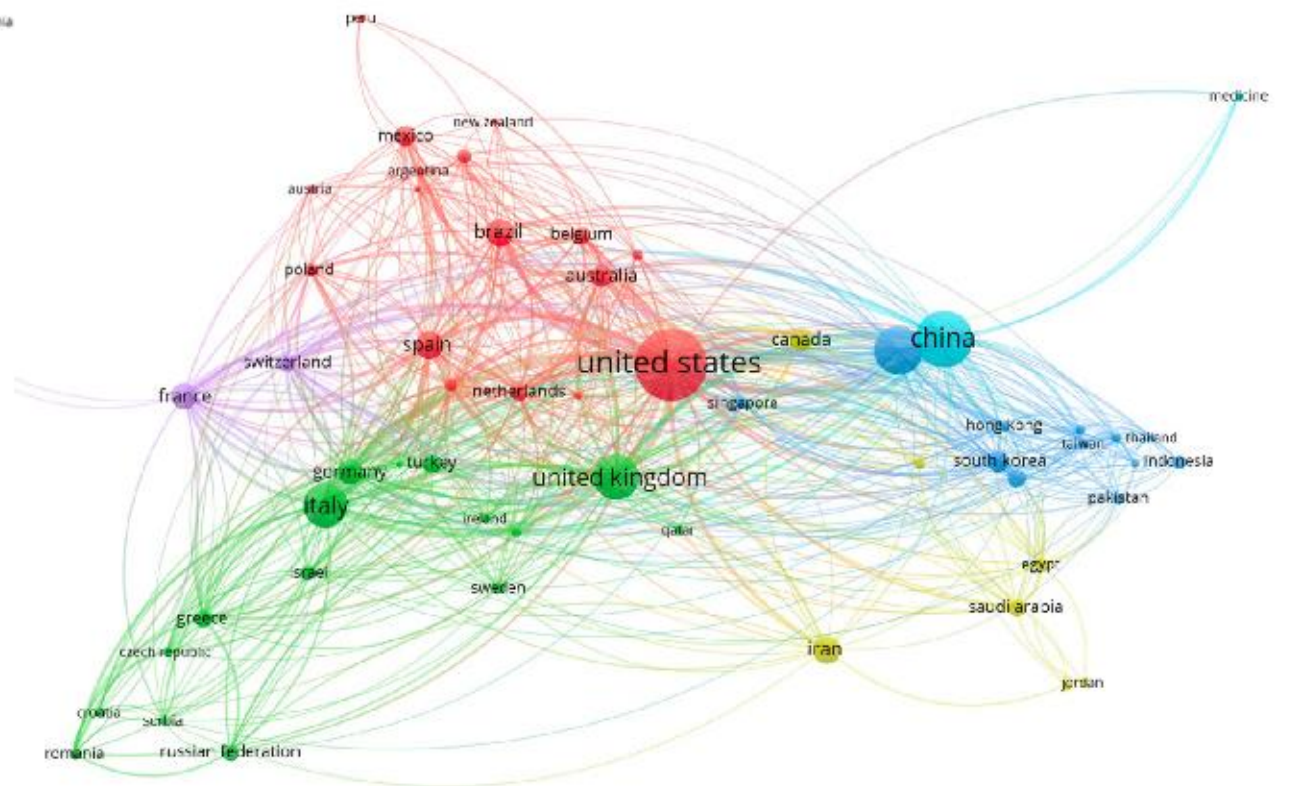 peru
medicine
new zealand
mexico
argentina
austria
brazil
belgium
poland
australia
china
canada
spain
united states
switzerland
netherlands
france
singapore
hong kong
taiwan
thailand
south korea
indonesia
germany
turkey
united kingdom
pakistan
italy
ireland
qatar
egypt
israel
sweden
saudi arabia
greece
iran
czech republic
jordan
croatia
serbia
romania
russian federation